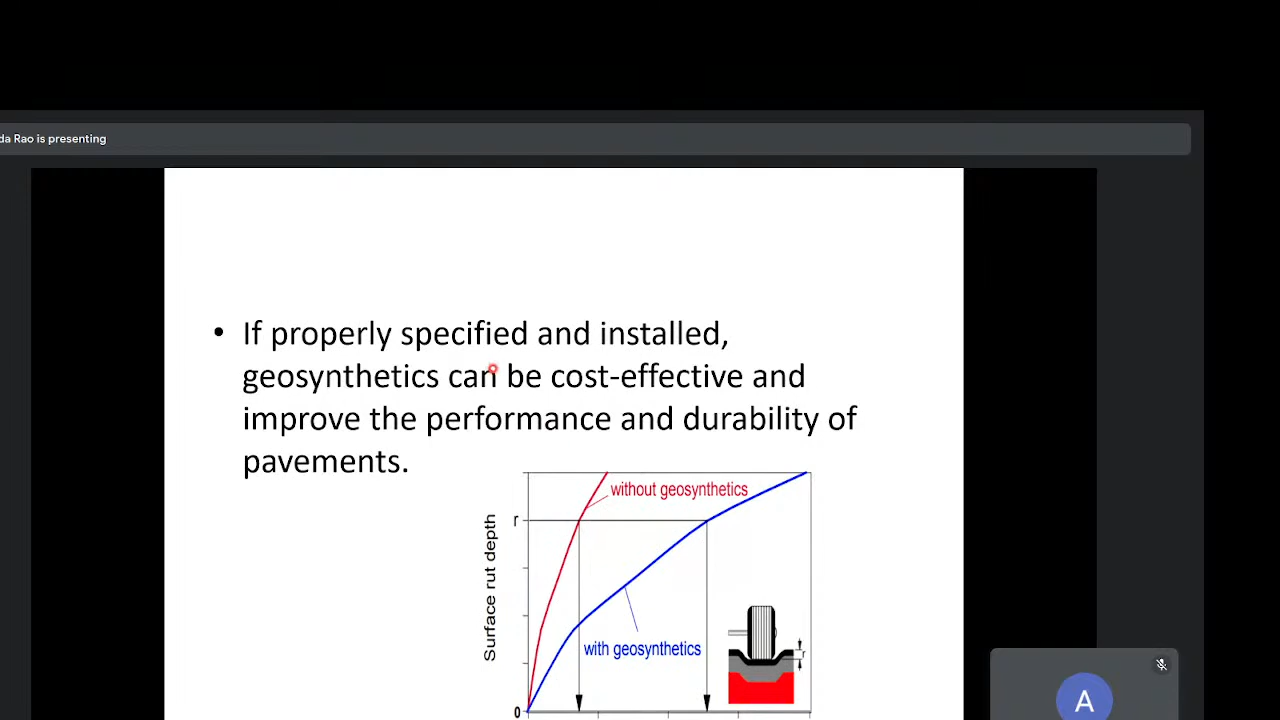 da Rao is presenting
• If properly specified and installed,
geosynthetics can be cost-effective and
improve the performance and durability of
pavements.
without geosynthetics
r
Surface rut depth
with geosynthetics
r
0
A